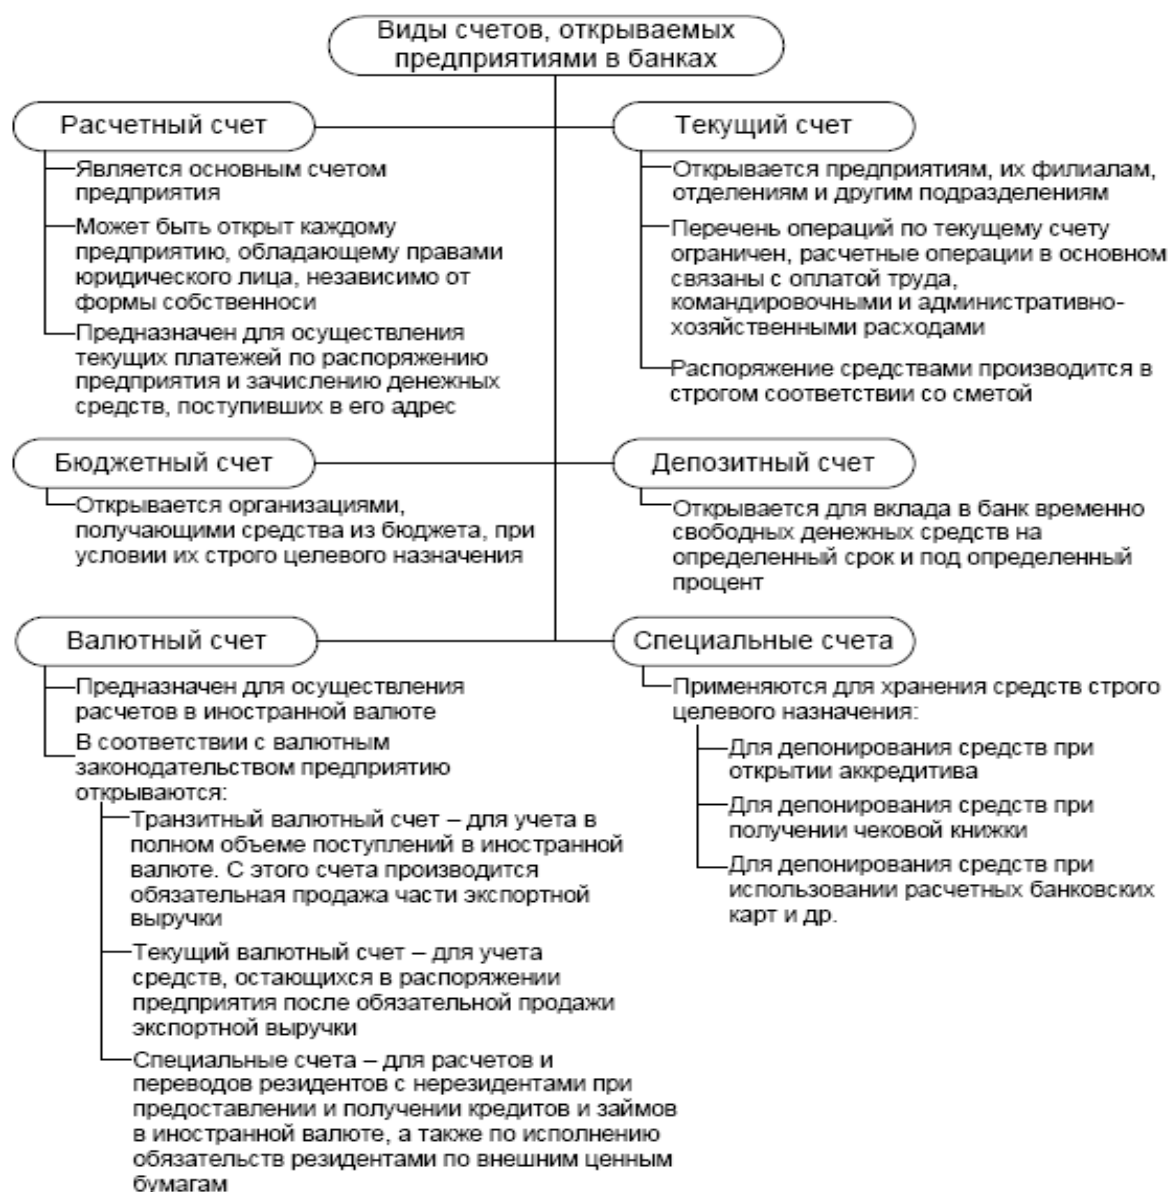 Виды счетов, открываемых
предприятиями в банках
Расчетный счет
Является основным счетом
предприятия
Может быть открыт каждому
предприятию, обладающему правами
юридического лица, независимо от
формы собственноси
Предназначен для осуществления
текущих платежей по распоряжению
предприятия и зачислению денежных
средств, поступивших в его адрес
Текущий счет
Открывается предприятиям, их филиалам,
отделениям и другим подразделениям
Перечень операций по текущему счету
ограничен, расчетные операции в основном
связаны с оплатой труда,
командировочными и административно-
хозяйственными расходами
Распоряжение средствами производится в
строгом соответствии со сметой
Бюджетный счет
Открывается организациями,
получающими средства из бюджета, при
условии их строго целевого назначения
Депозитный счет
Открывается для вклада в банк временно
свободных денежных средств на
определенный срок и под определенный
процент
Валютный счет
Предназначен для осуществления
расчетов в иностранной валюте
В соответствии с валютным
законодательством предприятию
открываются:
Транзитный валютный счет – для учета в
полном объеме поступлений в иностранной
валюте. С этого счета производится
обязательная продажа части экспортной
выручки
Текущий валютный счет – для учета
средств, остающихся в распоряжении
предприятия после обязательной продажи
экспортной выручки
Специальные счета – для расчетов и
переводов резидентов с нерезидентами при
предоставлении и получении кредитов и займов
в иностранной валюте, а также по исполнению
обязательств резидентами по внешним ценным
бумагам
Специальные счета
Применяются для хранения средств строго
целевого назначения:
Для депонирования средств при
открытии аккредитива
Для депонирования средств при
получении чековой книжки
Для депонирования средств при
использовании расчетных банковских
карт и др.